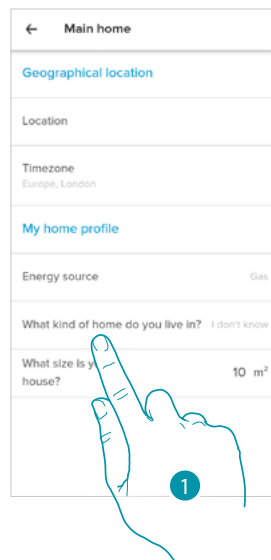 ← Main home
Geographical location
Location
Timezone
Europe, London
My home profile
Energy source Gas
What kind of home do you live in? I don't know
What size is y
house? 10 m²
1